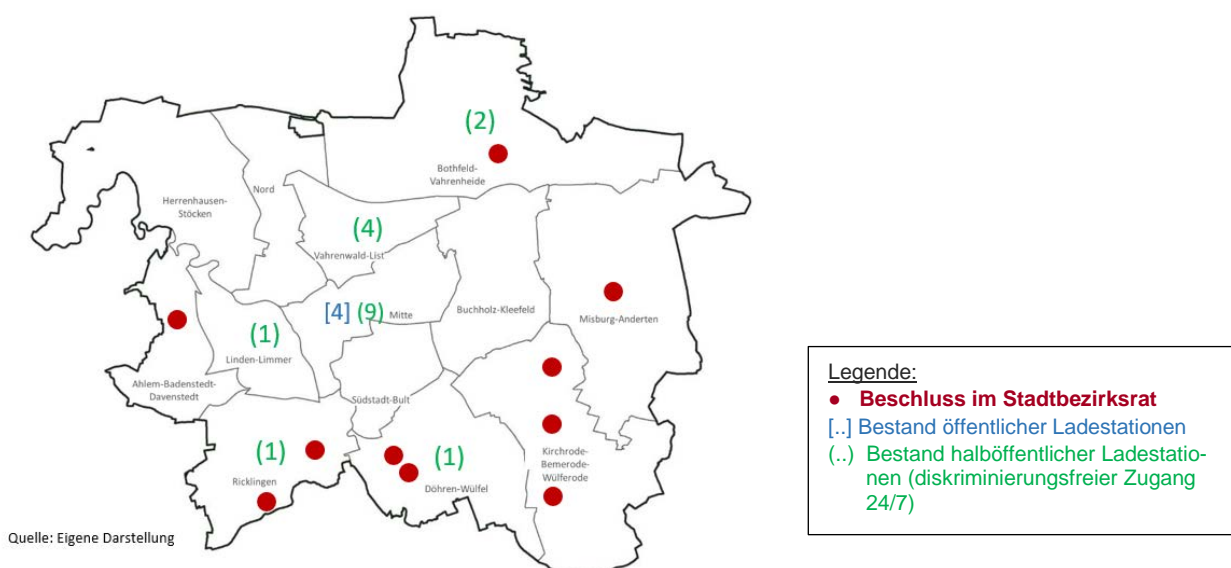 (2)
Bothfeld-
Vahrenheide
Nord
Herrenhausen-
Stöcken
(4)
Vahrenwald-List
[4] (9)
Mitte
Buchholz-Kleefeld
Misburg-Anderten
(1)
Linden-Limmer
Ahlem-Badenstedt-
Davenstedt
Südstadt-Bult
(1)
Ricklingen
(1)
Döhren-Wülfel
Kirchrode-
Bemerode-
Wülferode
Quelle: Eigene Darstellung
Legende:
● Beschluss im Stadtbezirksrat
[..] Bestand öffentlicher Ladestationen
(..) Bestand halböffentlicher Ladestatio-
nen (diskriminierungsfreier Zugang
24/7)